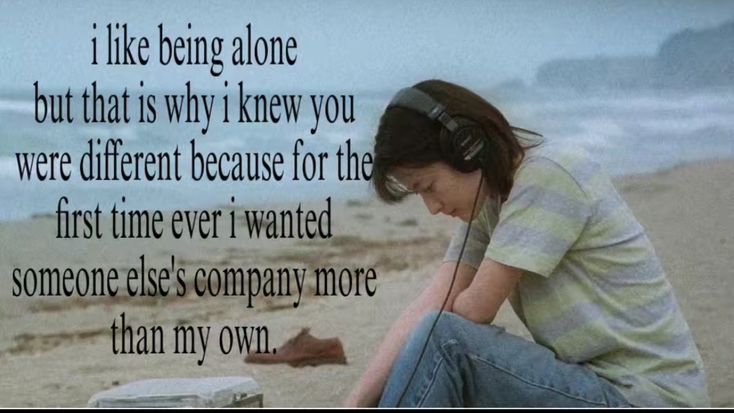 i like being alone
but that is why i knew you
were different because for the
first time ever i wanted
someone else's company more
than my own.